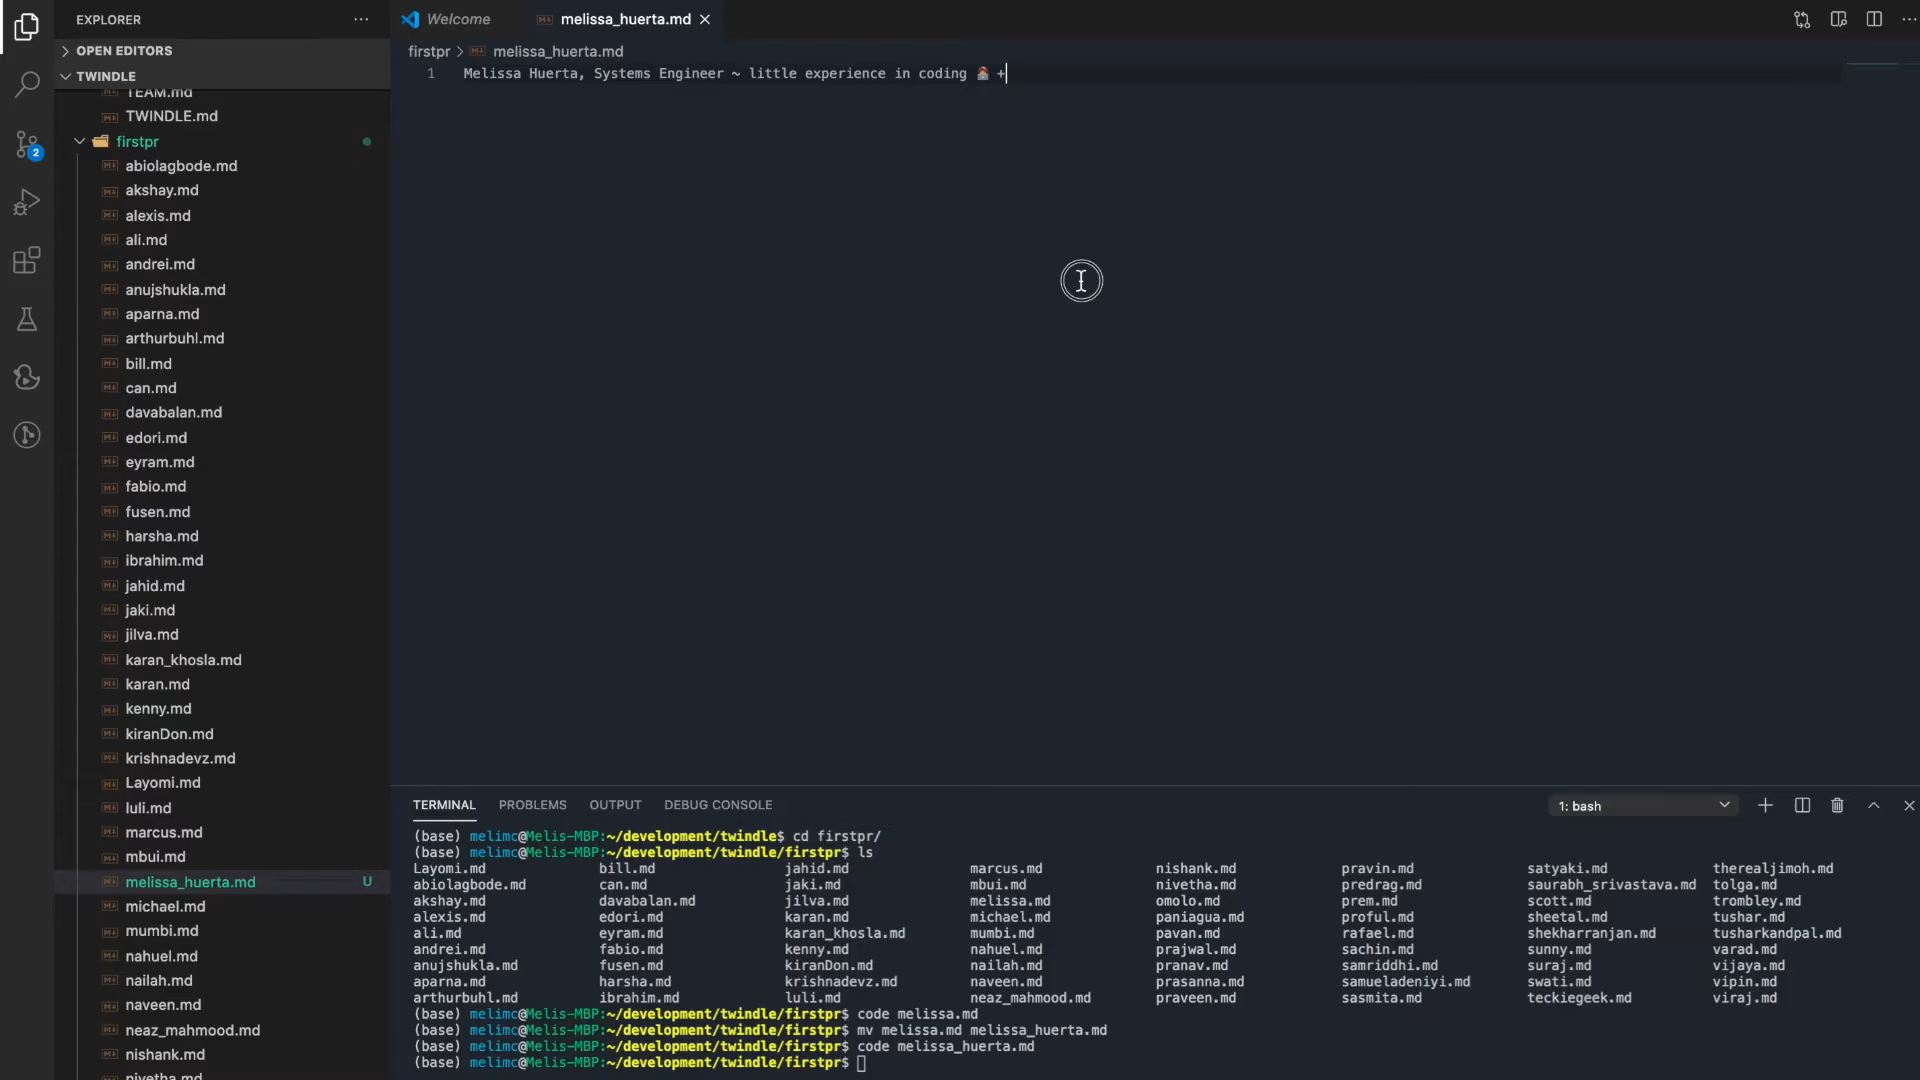 EXPLORER
OPEN EDITORS
TWINDLE
TEAM.md
TWINDLE.md
firstpr
abiolagbode.md
akshay.md
alexis.md
ali.md
andrei.md
anujshukla.md
aparna.md
arthurbuhl.md
bill.md
can.md
davabalan.md
edori.md
eyram.md
fabio.md
fusen.md
harsha.md
ibrahim.md
jahid.md
jaki.md
jilva.md
karan_khosla.md
karan.md
kenny.md
kiranDon.md
krishnadevz.md
Layomi.md
luli.md
marcus.md
mbui.md
melissa_huerta.md U
michael.md
mumbi.md
nahuel.md
nailah.md
naveen.md
neaz_mahmood.md
nishank.md
nivetha.md
2
Welcome melissa_huerta.md
firstpr > melissa_huerta.md
1 Melissa Huerta, Systems Engineer ~ little experience in coding 🏠 +
TERMINAL PROBLEMS OUTPUT DEBUG CONSOLE 1: bash
(base) melimc@Melis-MBP:~/development/twindle$ cd firstpr/
(base) melimc@Melis-MBP:~/development/twindle/firstpr$ ls
Layomi.md bill.md jahid.md marcus.md nishank.md pravin.md satyaki.md therealjimoh.md
abiolagbode.md can.md jaki.md mbui.md nivetha.md predrag.md saurabh_srivastava.md tolga.md
akshay.md davabalan.md jilva.md melissa.md omolo.md prem.md scott.md trombley.md
alexis.md edori.md karan.md michael.md paniagua.md proful.md sheetal.md tushar.md
ali.md eyram.md karan_khosla.md mumbi.md pavan.md rafael.md shekharranjan.md tusharkandpal.md
andrei.md fabio.md kenny.md nahuel.md prajwal.md sachin.md sunny.md varad.md
anujshukla.md fusen.md kiranDon.md nailah.md pranav.md samriddhi.md suraj.md vijaya.md
aparna.md harsha.md krishnadevz.md naveen.md prasanna.md samueladeniyi.md swati.md vipin.md
arthurbuhl.md ibrahim.md luli.md neaz_mahmood.md praveen.md sasmita.md teckiegeek.md viraj.md
(base) melimc@Melis-MBP:~/development/twindle/firstpr$ code melissa.md
(base) melimc@Melis-MBP:~/development/twindle/firstpr$ mv melissa.md melissa_huerta.md
(base) melimc@Melis-MBP:~/development/twindle/firstpr$ code melissa_huerta.md
(base) melimc@Melis-MBP:~/development/twindle/firstpr$